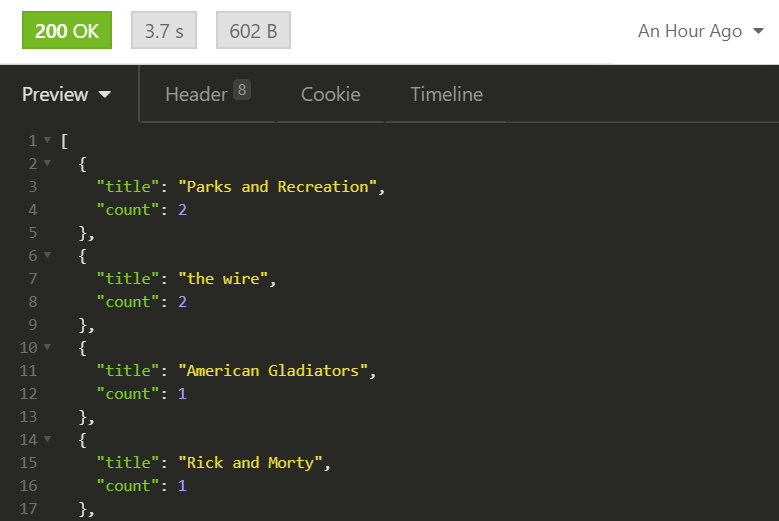 200 OK 3.7 s 602 B An Hour Ago
Preview Header 8 Cookie Timeline
1 [
2 {
3 "title": "Parks and Recreation",
4 "count": 2
5 },
6 {
7 "title": "the wire",
8 "count": 2
9 },
10 {
11 "title": "American Gladiators",
12 "count": 1
13 },
14 {
15 "title": "Rick and Morty",
16 "count": 1
17 },